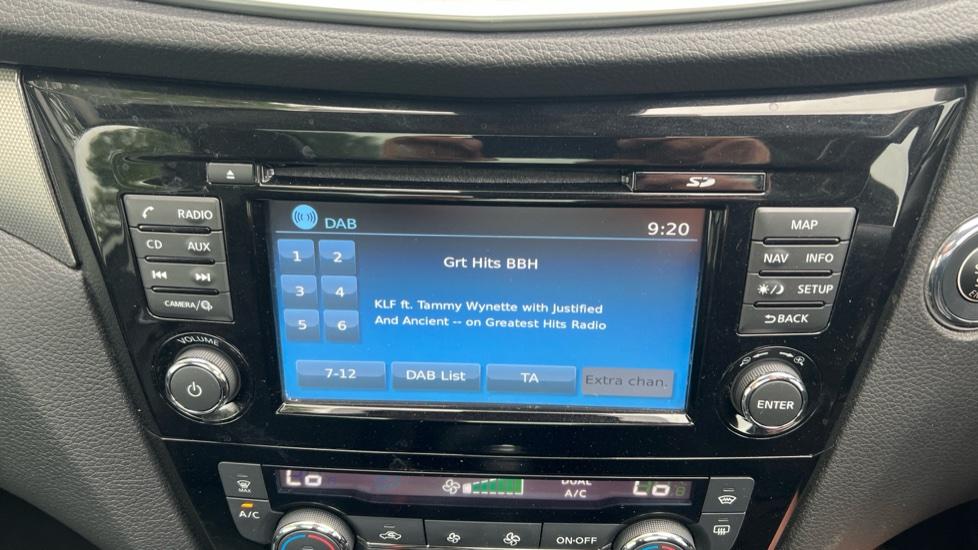 SD
RADIO
CD AUX
CAMERA/
VOLUME
DAB 9:20
1 2
3 4
5 6
Grt Hits BBH
KLF ft. Tammy Wynette with Justified
And Ancient -- on Greatest Hits Radio
7-12 DAB List TA Extra chan.
MAP
NAV INFO
SETUP
BACK
ENTER
MAX
A/C
Lo DUAL Lo
A/C
ON·OFF